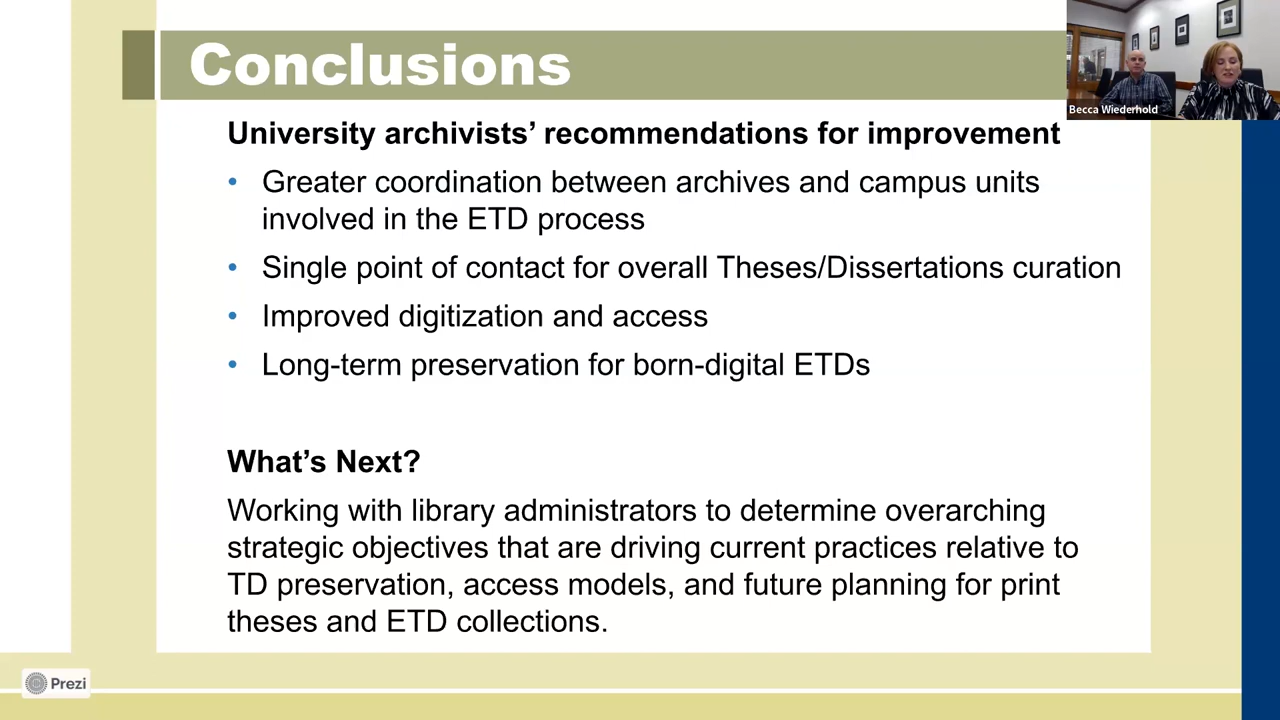 Conclusions
Becca Wiederhold
University archivists’ recommendations for improvement
• Greater coordination between archives and campus units
involved in the ETD process
• Single point of contact for overall Theses/Dissertations curation
• Improved digitization and access
• Long-term preservation for born-digital ETDs
What’s Next?
Working with library administrators to determine overarching
strategic objectives that are driving current practices relative to
TD preservation, access models, and future planning for print
theses and ETD collections.
Prezi